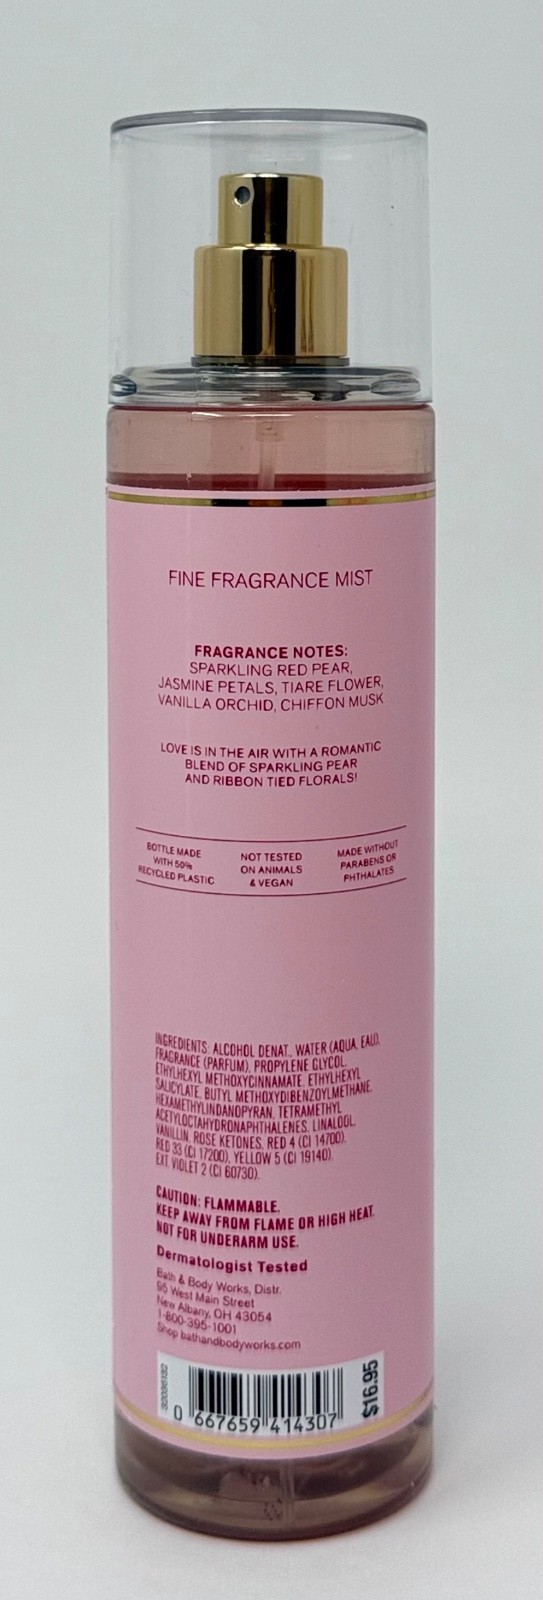 FINE FRAGRANCE MIST
FRAGRANCE NOTES:
SPARKLING RED PEAR,
JASMINE PETALS, TIARE FLOWER,
VANILLA ORCHID, CHIFFON MUSK
LOVE IS IN THE AIR WITH A ROMANTIC
BLEND OF SPARKLING PEAR
AND RIBBON TIED FLORALS!
BOTTLE MADE
WITH 50%
RECYCLED PLASTIC
NOT TESTED
ON ANIMALS
& VEGAN
MADE WITHOUT
PARABENS OR
PHTHALATES
INGREDIENTS: ALCOHOL DENAT., WATER (AQUA, EAU),
FRAGRANCE (PARFUM), PROPYLENE GLYCOL,
ETHYLHEXYL METHOXYCINNAMATE, ETHYLHEXYL
SALICYLATE, BUTYL METHOXYDIBENZOYLMETHANE,
HEXAMETHYLINDANOPYRAN, TETRAMETHYL
ACETYLOCTAHYDRONAPHTHALENES, LINALOOL,
VANILLIN, ROSE KETONES, RED 4 (CI 14700),
RED 33 (CI 17200), YELLOW 5 (CI 19140),
EXT. VIOLET 2 (CI 60730).
CAUTION: FLAMMABLE.
KEEP AWAY FROM FLAME OR HIGH HEAT.
NOT FOR UNDERARM USE.
Dermatologist Tested
Bath & Body Works, Distr.
95 West Main Street
New Albany, OH 43054
1-800-395-1001
Shop bathandbodyworks.com
0 667659 414307
$16.95